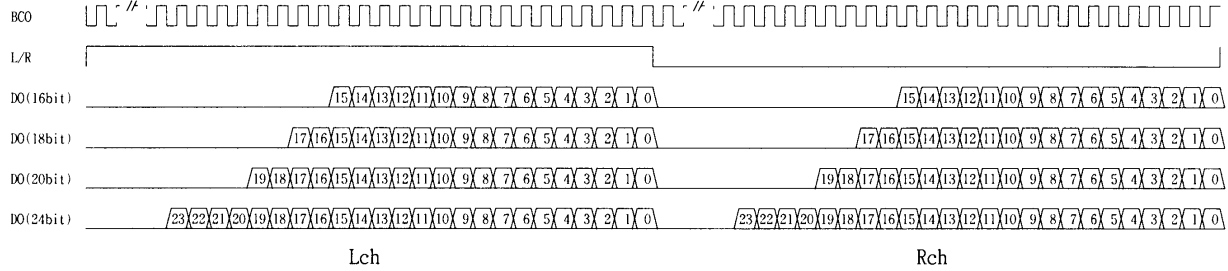 BCO
L/R
DO(16bit) 15 14 13 12 11 10 9 8 7 6 5 4 3 2 1 0 15 14 13 12 11 10 9 8 7 6 5 4 3 2 1 0
DO(18bit) 17 16 15 14 13 12 11 10 9 8 7 6 5 4 3 2 1 0 17 16 15 14 13 12 11 10 9 8 7 6 5 4 3 2 1 0
DO(20bit) 19 18 17 16 15 14 13 12 11 10 9 8 7 6 5 4 3 2 1 0 19 18 17 16 15 14 13 12 11 10 9 8 7 6 5 4 3 2 1 0
DO(24bit) 23 22 21 20 19 18 17 16 15 14 13 12 11 10 9 8 7 6 5 4 3 2 1 0 23 22 21 20 19 18 17 16 15 14 13 12 11 10 9 8 7 6 5 4 3 2 1 0
Lch Rch